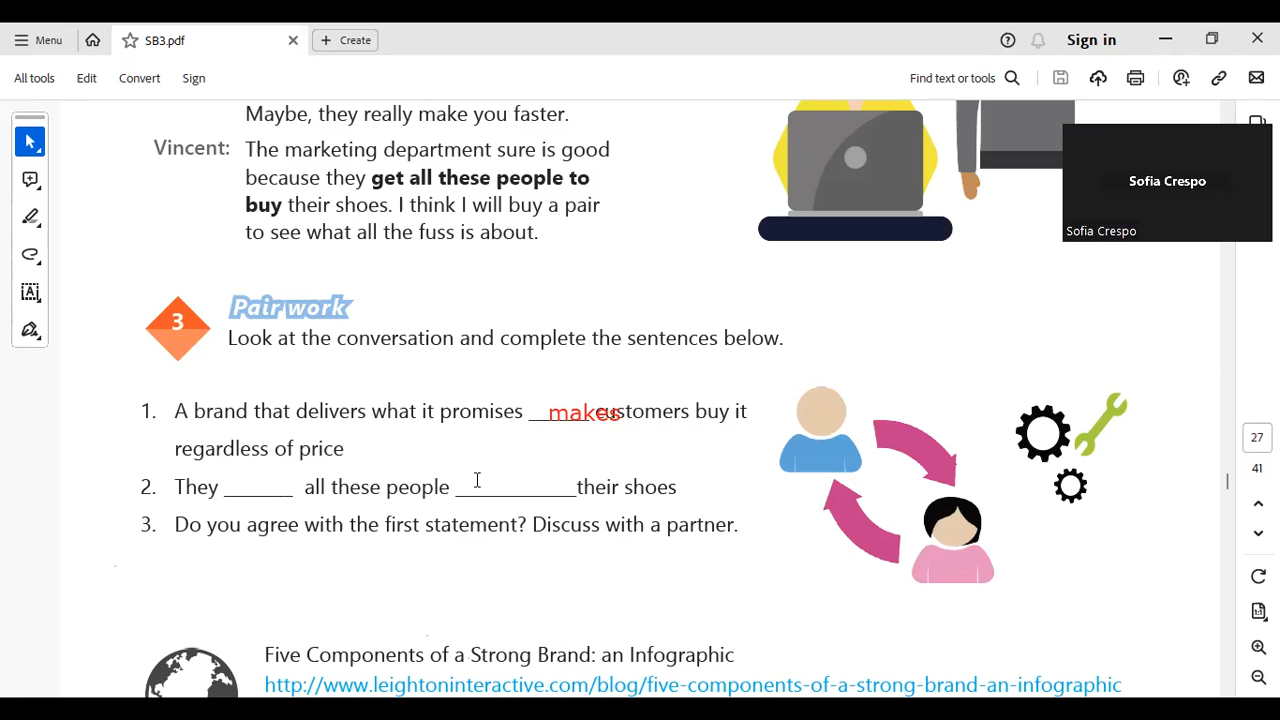 Menu
SB3.pdf
Create
Sign in
All tools
Edit
Convert
Sign
Find text or tools
Maybe, they really make you faster.
Vincent: The marketing department sure is good
because they get all these people to
buy their shoes. I think I will buy a pair
to see what all the fuss is about.
Sofia Crespo
Sofia Crespo
3
Pair work
Look at the conversation and complete the sentences below.
1. A brand that delivers what it promises makes customers buy it
regardless of price
2. They ______ all these people __________ their shoes
3. Do you agree with the first statement? Discuss with a partner.
27
41
Five Components of a Strong Brand: an Infographic
http://www.leightoninteractive.com/blog/five-components-of-a-strong-brand-an-infographic